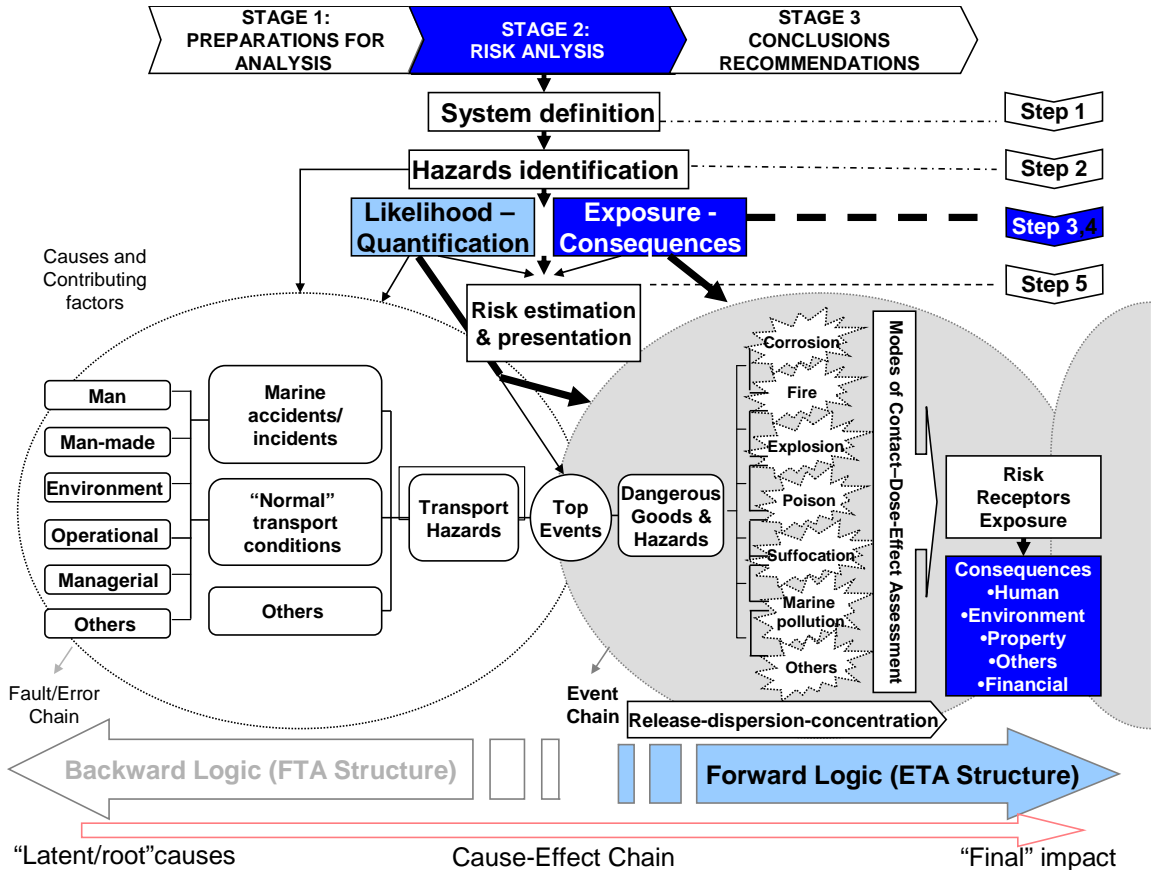 STAGE 1:
PREPARATIONS FOR
ANALYSIS
STAGE 2:
RISK ANLYSIS
STAGE 3
CONCLUSIONS
RECOMMENDATIONS
System definition
Step 1
Hazards identification
Step 2
Likelihood –
Quantification
Exposure -
Consequences
Step 3,4
Causes and
Contributing
factors
Step 5
Risk estimation
& presentation
Man
Man-made
Environment
Operational
Managerial
Others
Marine
accidents/
incidents
“Normal”
transport
conditions
Others
Transport
Hazards
Top
Events
Dangerous
Goods &
Hazards
Corrosion
Fire
Explosion
Poison
Suffocation
Marine
pollution
Others
Modes of Contact–Dose-Effect Assessment
Risk
Receptors
Exposure
Consequences
•Human
•Environment
•Property
•Others
•Financial
Fault/Error
Chain
Event
Chain
Release-dispersion-concentration
Backward Logic (FTA Structure)
Forward Logic (ETA Structure)
“Latent/root”causes
Cause-Effect Chain
“Final” impact